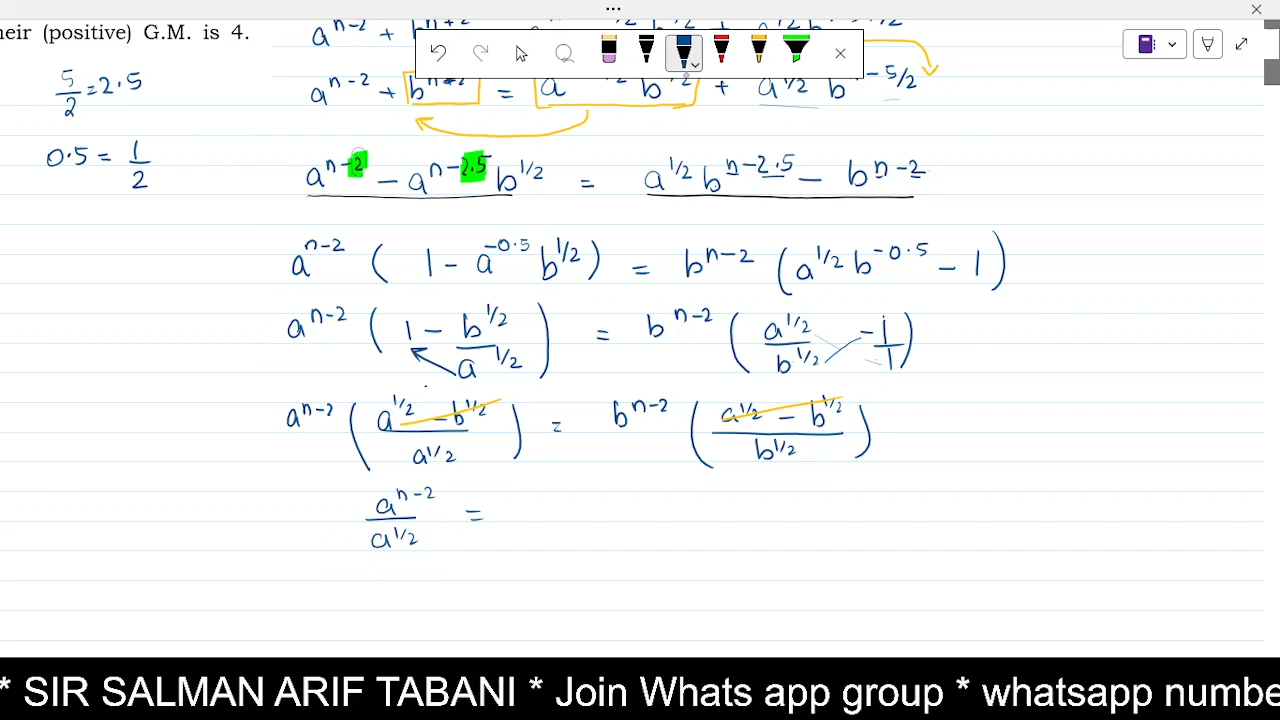 heir (positive) G.M. is 4.
5/2 = 2.5
0.5 = 1/2
a^(n-2) + b^(n-2) = a b^(1/2) + a^(1/2) b^(-5/2)
a^(n-2) - a^(n-2.5) b^(1/2) = a^(1/2) b^(n-2.5) - b^(n-2)
a^(n-2) ( 1 - a^(-0.5) b^(1/2) ) = b^(n-2) ( a^(1/2) b^(-0.5) - 1 )
a^(n-2) ( 1 - b^(1/2) / a^(1/2) ) = b^(n-2) ( a^(1/2) / b^(1/2) - 1/1 )
a^(n-2) ( a^(1/2) - b^(1/2) / a^(1/2) ) = b^(n-2) ( a^(1/2) - b^(1/2) / b^(1/2) )
a^(n-2) / a^(1/2) =
* SIR SALMAN ARIF TABANI * Join Whats app group * whatsapp numbe